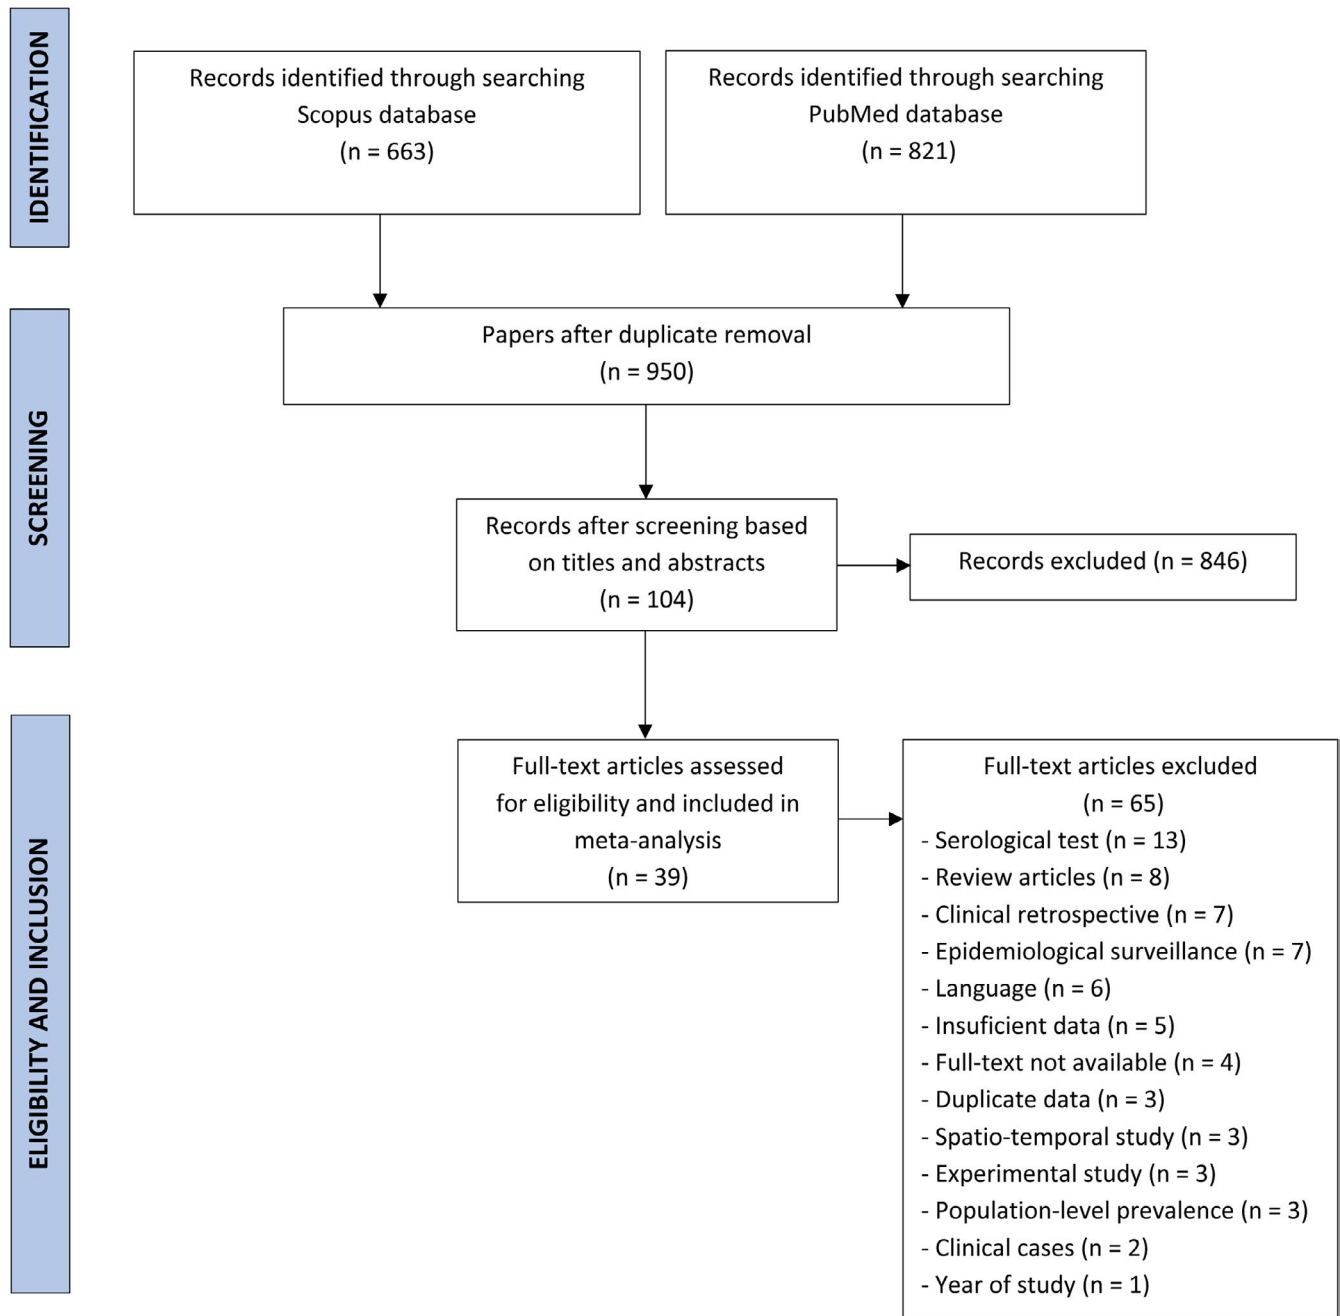 IDENTIFICATION
Records identified through searching
Scopus database
(n = 663)
Records identified through searching
PubMed database
(n = 821)
SCREENING
Papers after duplicate removal
(n = 950)
Records after screening based
on titles and abstracts
(n = 104)
Records excluded (n = 846)
ELIGIBILITY AND INCLUSION
Full-text articles assessed
for eligibility and included in
meta-analysis
(n = 39)
Full-text articles excluded
(n = 65)
- Serological test (n = 13)
- Review articles (n = 8)
- Clinical retrospective (n = 7)
- Epidemiological surveillance (n = 7)
- Language (n = 6)
- Insuficient data (n = 5)
- Full-text not available (n = 4)
- Duplicate data (n = 3)
- Spatio-temporal study (n = 3)
- Experimental study (n = 3)
- Population-level prevalence (n = 3)
- Clinical cases (n = 2)
- Year of study (n = 1)